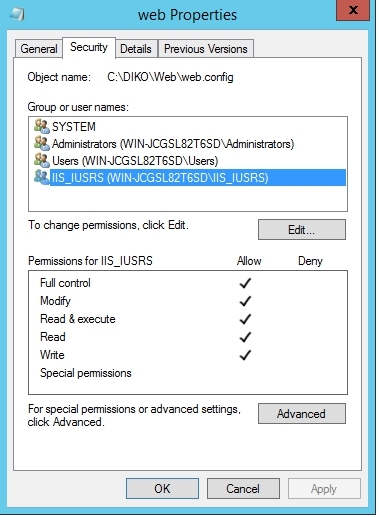 web Properties
x
General Security Details Previous Versions
Object name: C:\DIKO\Web\web.config
Group or user names:
SYSTEM
Administrators (WIN-JCGSL82T6SD\Administrators)
Users (WIN-JCGSL82T6SD\Users)
IIS_IUSRS (WIN-JCGSL82T6SD\IIS_IUSRS)
To change permissions, click Edit. Edit...
Permissions for IIS_IUSRS Allow Deny
Full control
Modify
Read & execute
Read
Write
Special permissions
For special permissions or advanced settings, Advanced
click Advanced.
OK Cancel Apply